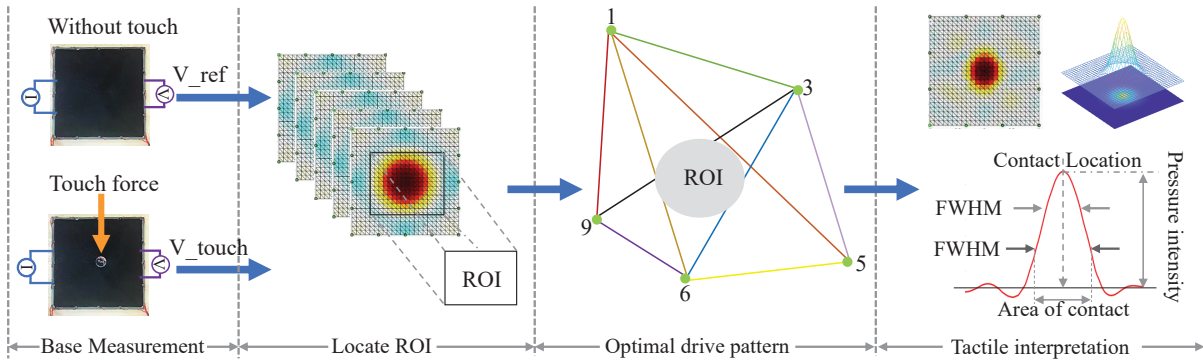 Without touch
V_ref
I
V
Touch force
V_touch
I
V
Base Measurement
ROI
Locate ROI
1
3
ROI
9
6
5
Optimal drive pattern
Contact Location
FWHM
FWHM
Pressure intensity
Area of contact
Tactile interpretation